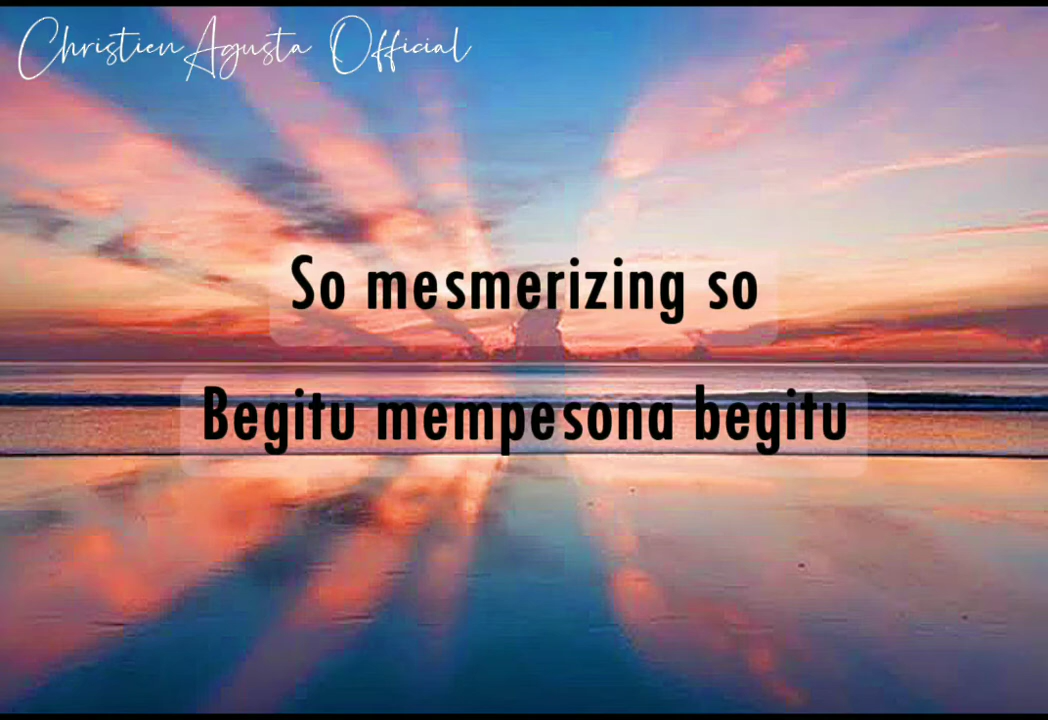 Christien Agusta Official
So mesmerizing so
Begitu mempesona begitu